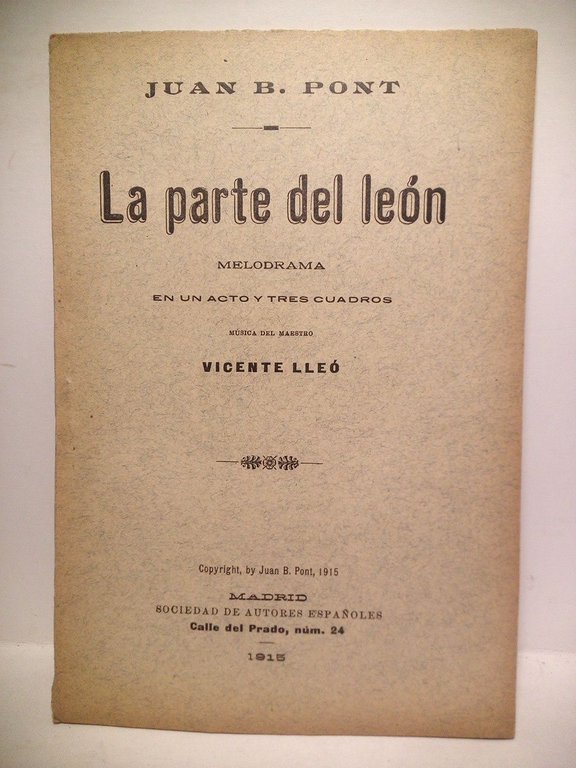 JUAN B. PONT
La parte del león
MELODRAMA
EN UN ACTO Y TRES CUADROS
MÚSICA DEL MAESTRO
VICENTE LLEÓ
Copyright, by Juan B. Pont, 1915
MADRID
SOCIEDAD DE AUTORES ESPAÑOLES
Calle del Prado, núm. 24
1915